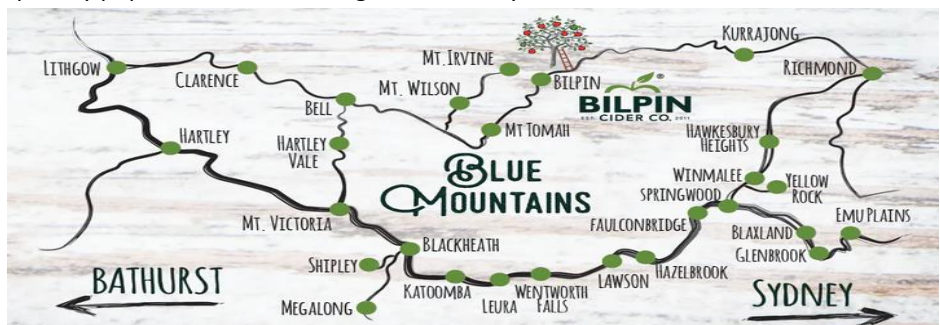 KURRAJONG
LITHGOW
CLARENCE
MT. IRVINE
MT. WILSON
BILPIN
RICHMOND
BELL
BILPIN
CIDER CO.
EST.
2011
MT TOMAH
HARTLEY
HARTLEY
VALE
HAWKESBURY
HEIGHTS
BLUE
MOUNTAINS
WINMALEE
YELLOW
ROCK
SPRINGWOOD
MT. VICTORIA
FAULCONBRIDGE
EMU PLAINS
BLACKHEATH
BLAXLAND
GLENBROOK
SHIPLEY
MEGALONG
KATOOMBA
LEURA
WENTWORTH
FALLS
LAWSON
HAZELBROOK
BATHURST
SYDNEY